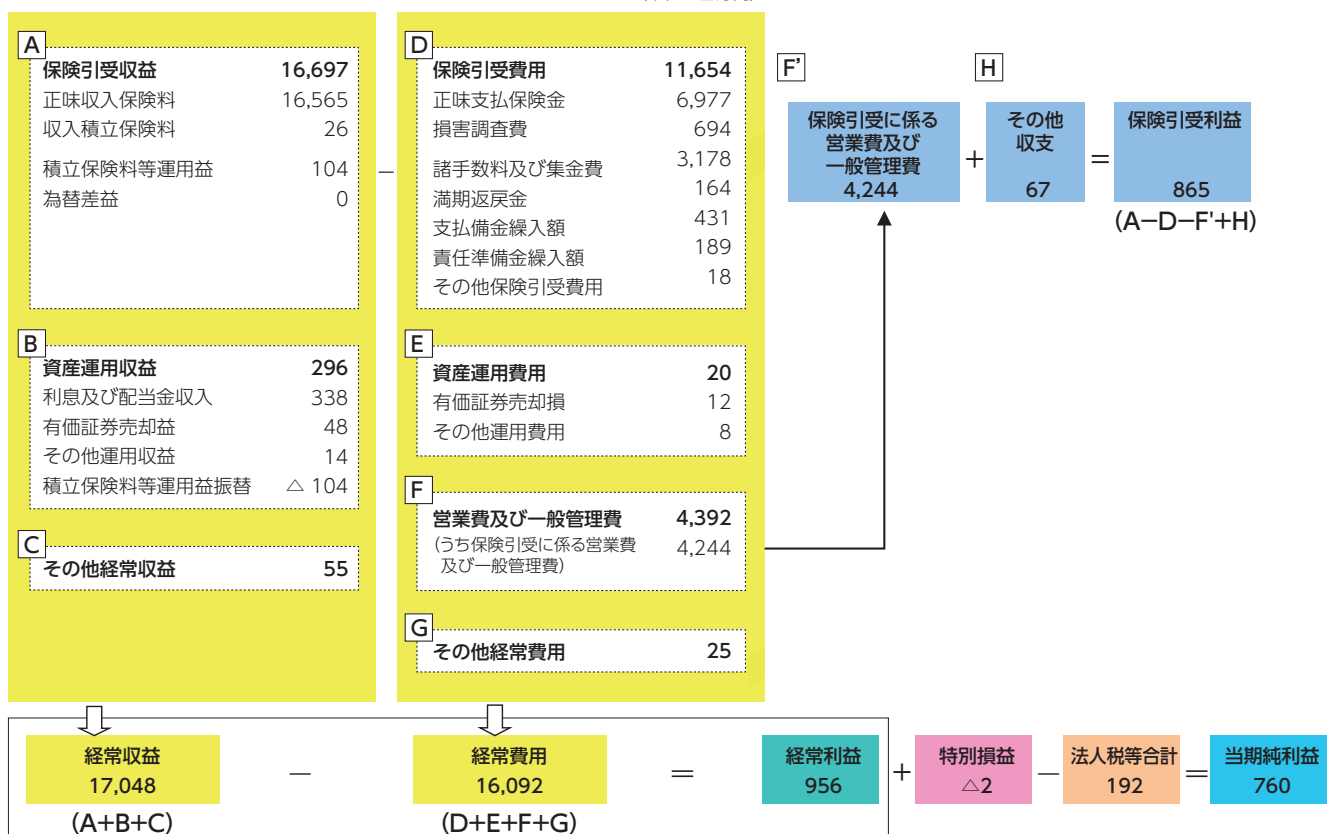 A
保険引受収益 16,697
正味収入保険料 16,565
収入積立保険料 26
積立保険料等運用益 104
為替差益 0
B
資産運用収益 296
利息及び配当金収入 338
有価証券売却益 48
その他運用収益 14
積立保険料等運用益振替 △ 104
C
その他経常収益 55
−
D
保険引受費用 11,654
正味支払保険金 6,977
損害調査費 694
諸手数料及び集金費 3,178
満期返戻金 164
支払備金繰入額 431
責任準備金繰入額 189
その他保険引受費用 18
E
資産運用費用 20
有価証券売却損 12
その他運用費用 8
F
営業費及び一般管理費 4,392
(うち保険引受に係る営業費 4,244
及び一般管理費)
G
その他経常費用 25
F'
保険引受に係る
営業費及び
一般管理費
4,244
+
H
その他
収支
67
=
保険引受利益
865
(A−D−F'+H)
経常収益
17,048
(A+B+C)
−
経常費用
16,092
(D+E+F+G)
=
経常利益
956
+
特別損益
△2
−
法人税等合計
192
=
当期純利益
760